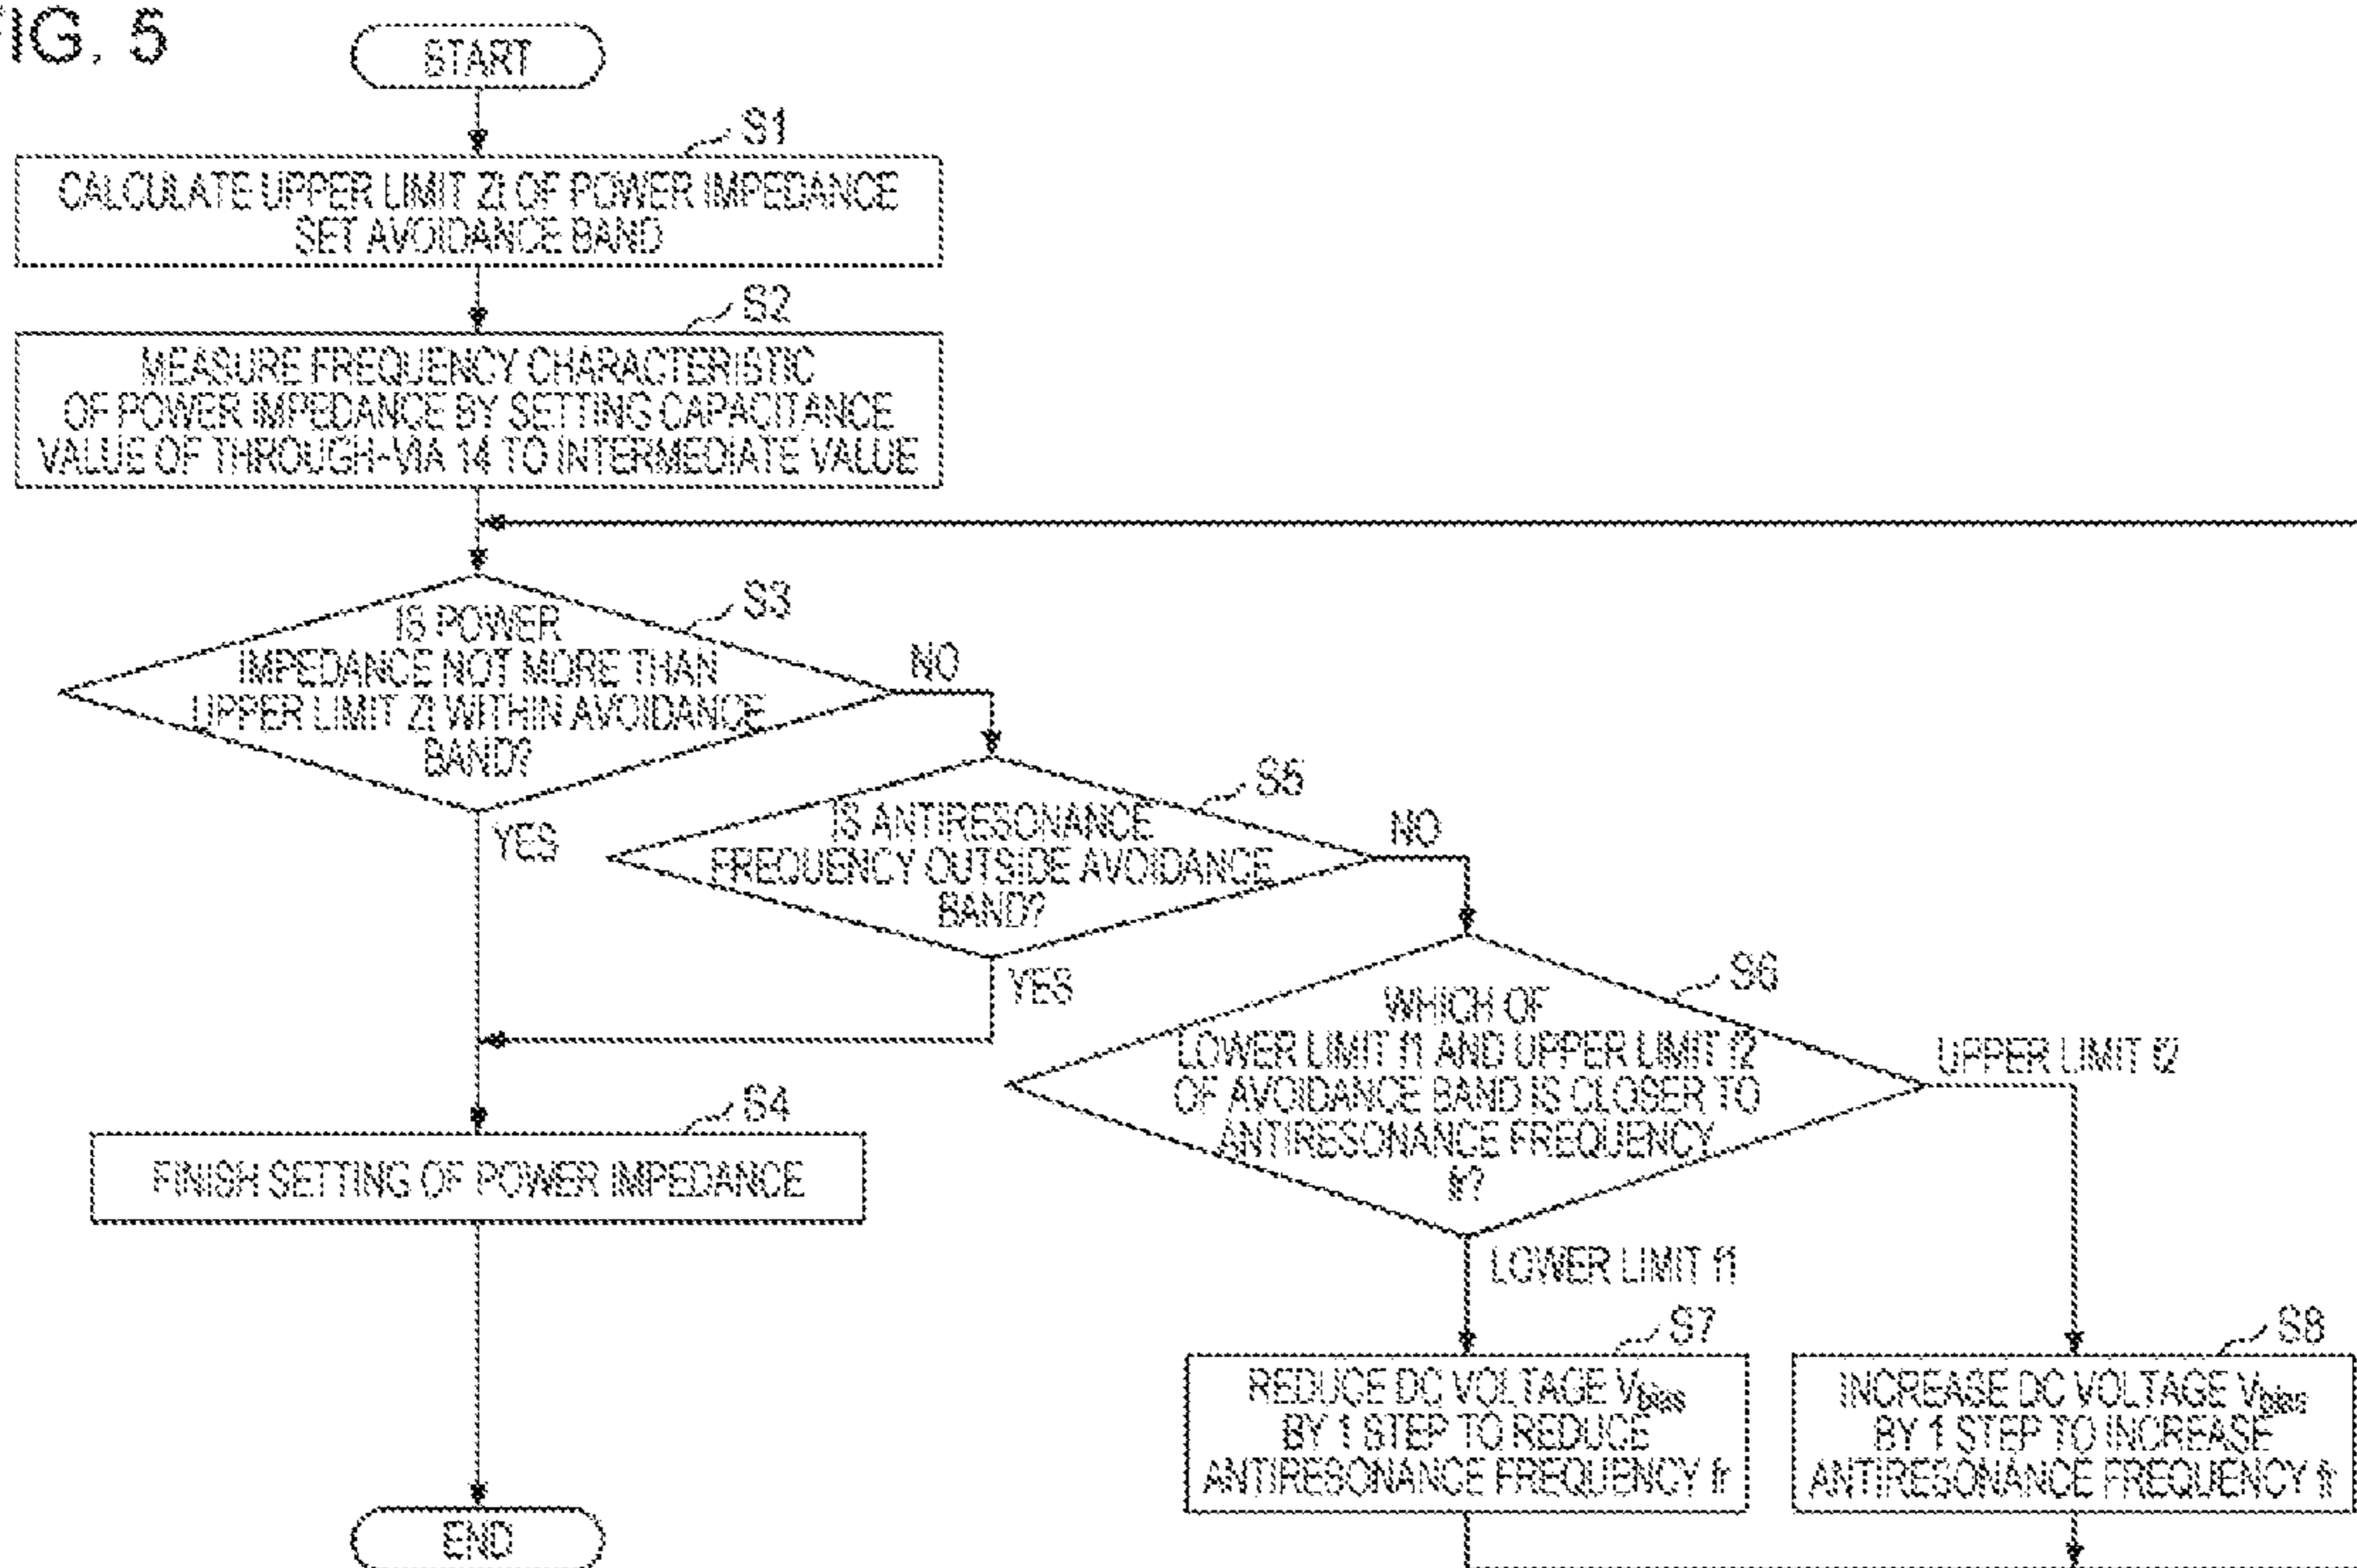 FIG. 5
START
S1
CALCULATE UPPER LIMIT Zt OF POWER IMPEDANCE
SET AVOIDANCE BAND
S2
MEASURE FREQUENCY CHARACTERISTIC
OF POWER IMPEDANCE BY SETTING CAPACITANCE
VALUE OF THROUGH-VIA 14 TO INTERMEDIATE VALUE
S3
IS POWER
IMPEDANCE NOT MORE THAN
UPPER LIMIT Zt WITHIN AVOIDANCE
BAND?
NO
YES
S5
IS ANTIRESONANCE
FREQUENCY OUTSIDE AVOIDANCE
BAND?
NO
YES
S6
WHICH OF
LOWER LIMIT f1 AND UPPER LIMIT f2
OF AVOIDANCE BAND IS CLOSER TO
ANTIRESONANCE FREQUENCY
fr?
UPPER LIMIT f2
LOWER LIMIT f1
S4
FINISH SETTING OF POWER IMPEDANCE
S7
REDUCE DC VOLTAGE Vbias
BY 1 STEP TO REDUCE
ANTIRESONANCE FREQUENCY fr
S8
INCREASE DC VOLTAGE Vbias
BY 1 STEP TO INCREASE
ANTIRESONANCE FREQUENCY fr
END